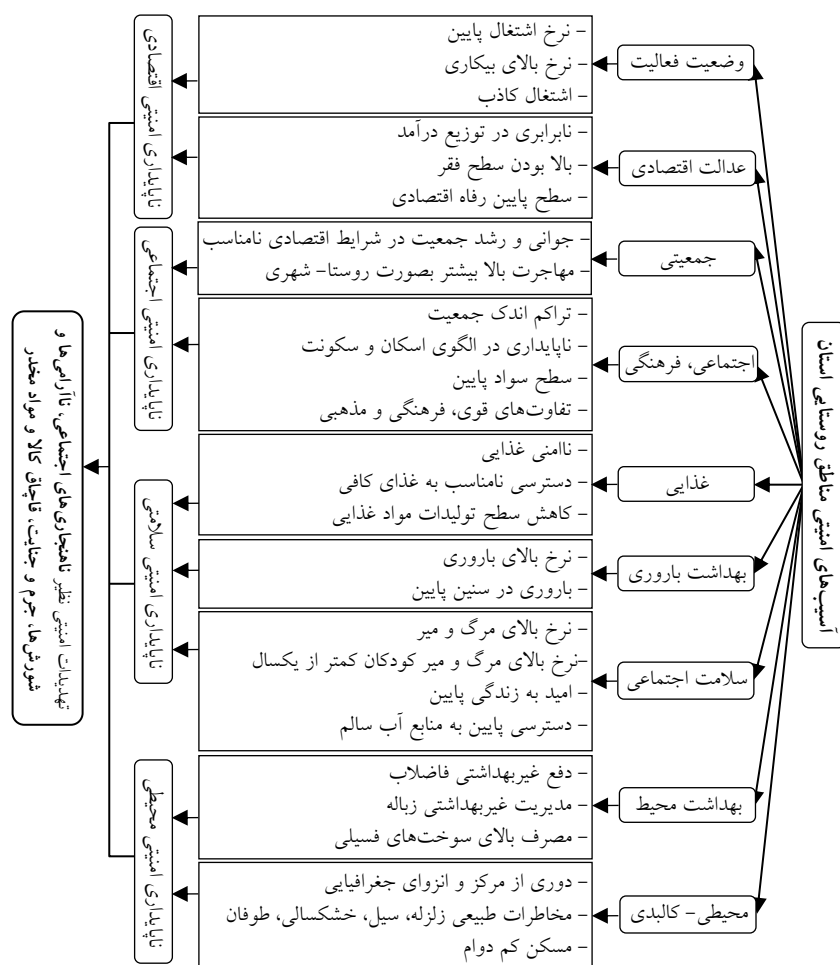 آسیب‌های امنیتی مناطق روستایی استان
وضعیت فعالیت
- نرخ اشتغال پایین
- نرخ بالای بیکاری
- اشتغال کاذب
عدالت اقتصادی
- نابرابری در توزیع درآمد
- بالا بودن سطح فقر
- سطح پایین رفاه اقتصادی
جمعیتی
- جوانی و رشد جمعیت در شرایط اقتصادی نامناسب
- مهاجرت بالا بیشتر بصورت روستا- شهری
اجتماعی، فرهنگی
- تراکم اندک جمعیت
- ناپایداری در الگوی اسکان و سکونت
- سطح سواد پایین
- تفاوت‌های قوی، فرهنگی و مذهبی
غذایی
- ناامنی غذایی
- دسترسی نامناسب به غذای کافی
- کاهش سطح تولیدات مواد غذایی
بهداشت باروری
- نرخ بالای باروری
- باروری در سنین پایین
سلامت اجتماعی
- نرخ بالای مرگ و میر
-نرخ بالای مرگ و میر کودکان کمتر از یکسال
- امید به زندگی پایین
- دسترسی پایین به منابع آب سالم
بهداشت محیط
- دفع غیربهداشتی فاضلاب
- مدیریت غیربهداشتی زباله
- مصرف بالای سوخت‌های فسیلی
محیطی- کالبدی
- دوری از مرکز و انزوای جغرافیایی
- مخاطرات طبیعی زلزله، سیل، خشکسالی، طوفان
- مسکن کم دوام
ناپایداری امنیتی اقتصادی
ناپایداری امنیتی اجتماعی
ناپایداری امنیتی سلامتی
ناپایداری امنیتی محیطی
تهدیدات امنیتی نظیر ناهنجاری‌های اجتماعی، ناآرامی‌ها و
شورش‌ها، جرم و جنایت، قاچاق کالا و مواد مخدر